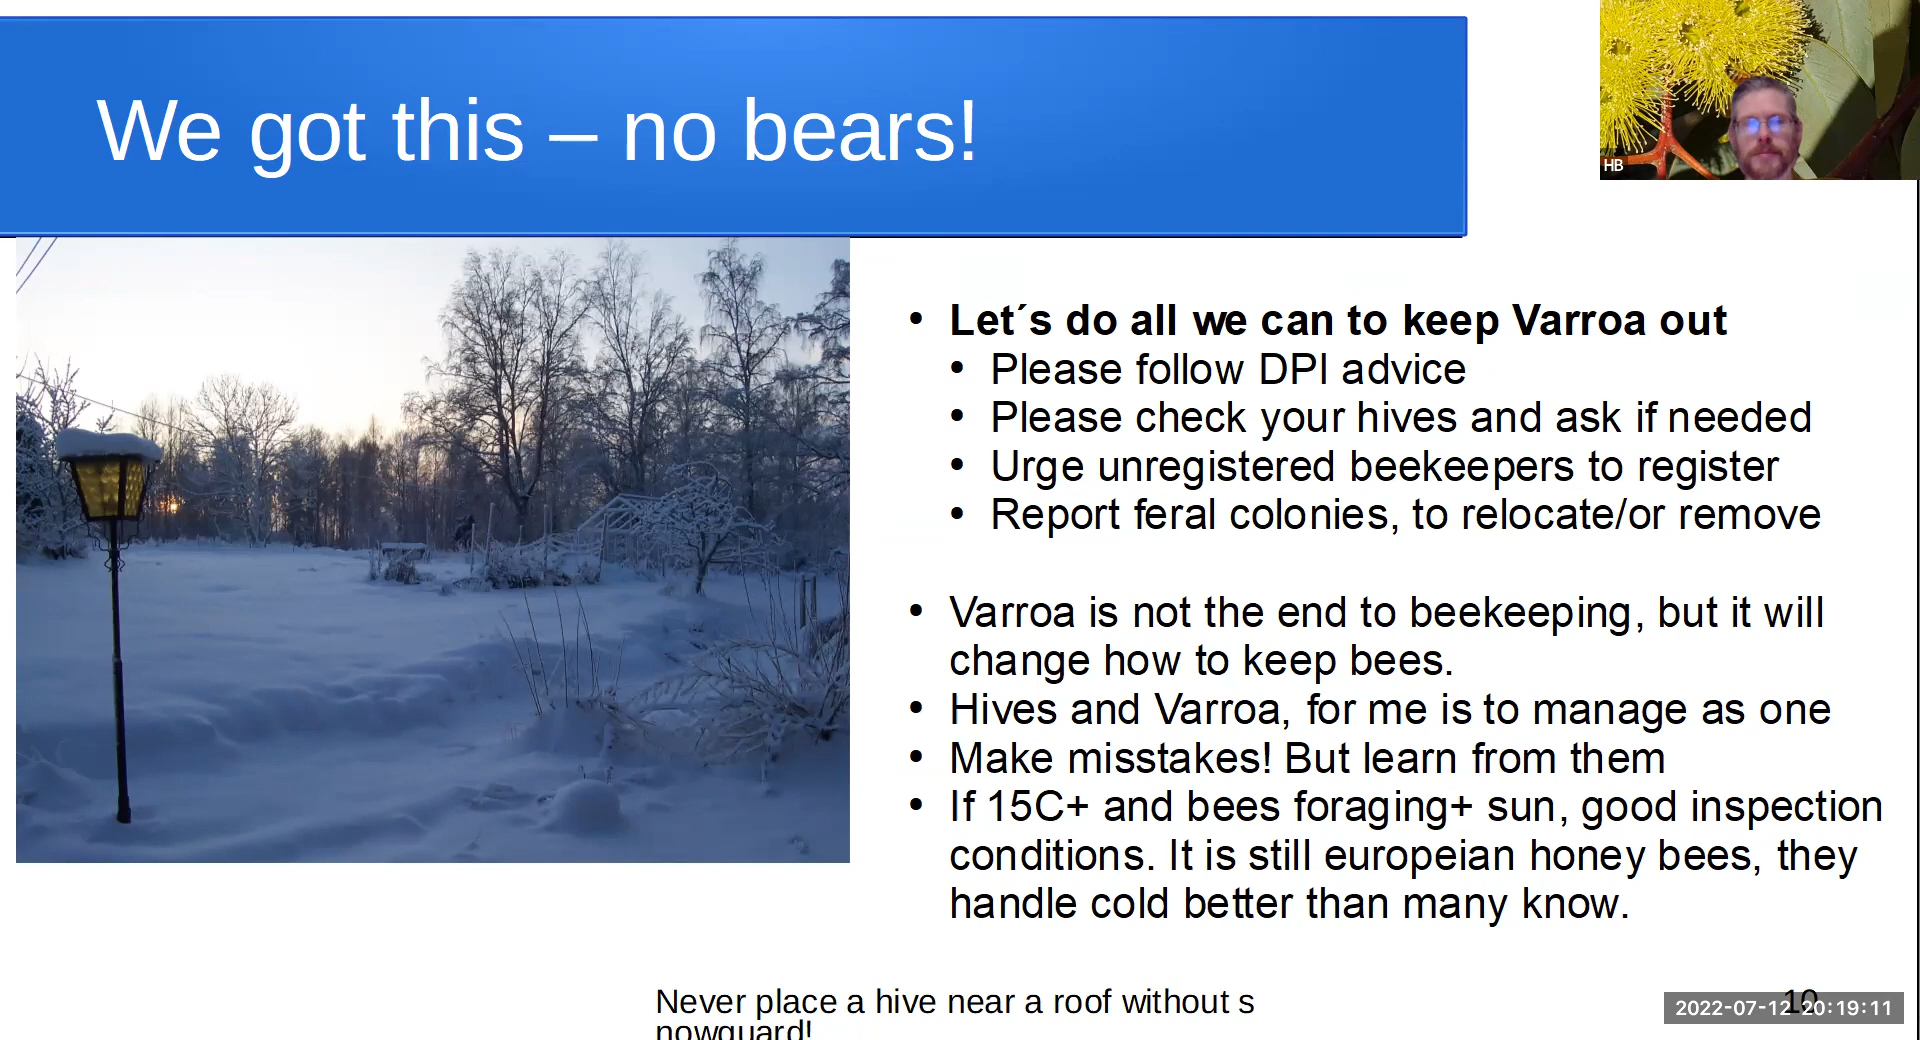 We got this – no bears!
HB
• Let´s do all we can to keep Varroa out
• Please follow DPI advice
• Please check your hives and ask if needed
• Urge unregistered beekeepers to register
• Report feral colonies, to relocate/or remove
• Varroa is not the end to beekeeping, but it will
change how to keep bees.
• Hives and Varroa, for me is to manage as one
• Make misstakes! But learn from them
• If 15C+ and bees foraging+ sun, good inspection
conditions. It is still europeian honey bees, they
handle cold better than many know.
Never place a hive near a roof without s
nowguard!
10
2022-07-12 20:19:11